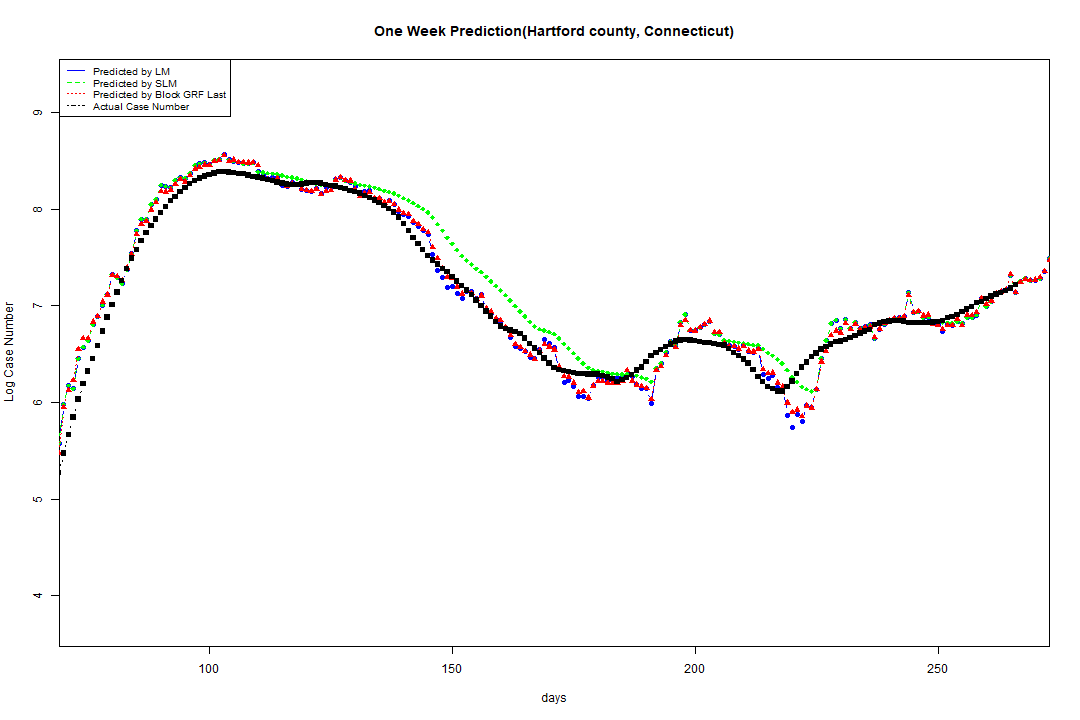 One Week Prediction(Hartford county, Connecticut)
Predicted by LM
Predicted by SLM
Predicted by Block GRF Last
Actual Case Number
9
8
7
6
5
4
Log Case Number
100 150 200 250
days